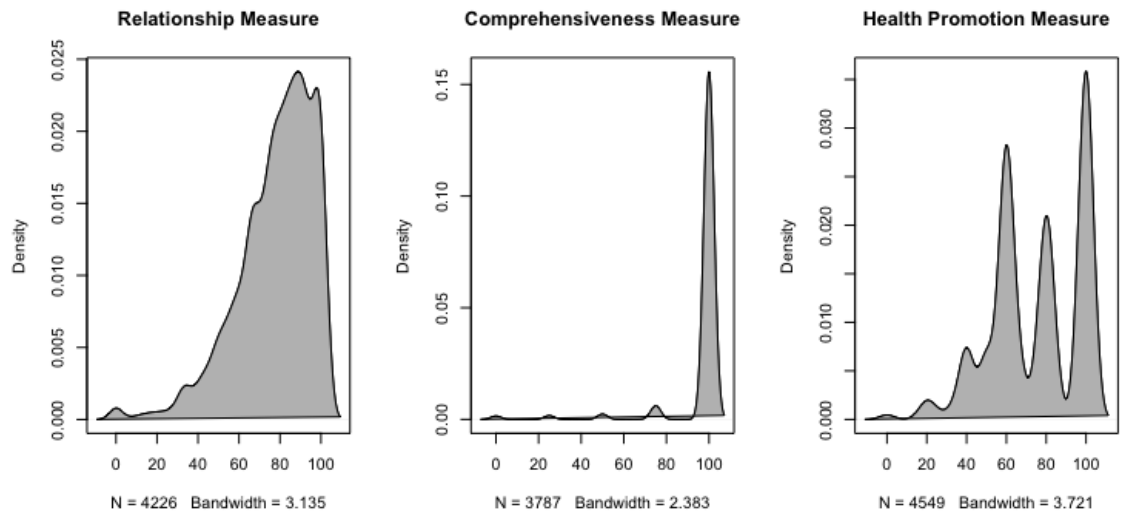 Relationship Measure
Density
0.000
0.005
0.010
0.015
0.020
0.025
0 20 40 60 80 100
N = 4226 Bandwidth = 3.135
Comprehensiveness Measure
Density
0.00
0.05
0.10
0.15
0 20 40 60 80 100
N = 3787 Bandwidth = 2.383
Health Promotion Measure
Density
0.000
0.010
0.020
0.030
0 20 40 60 80 100
N = 4549 Bandwidth = 3.721